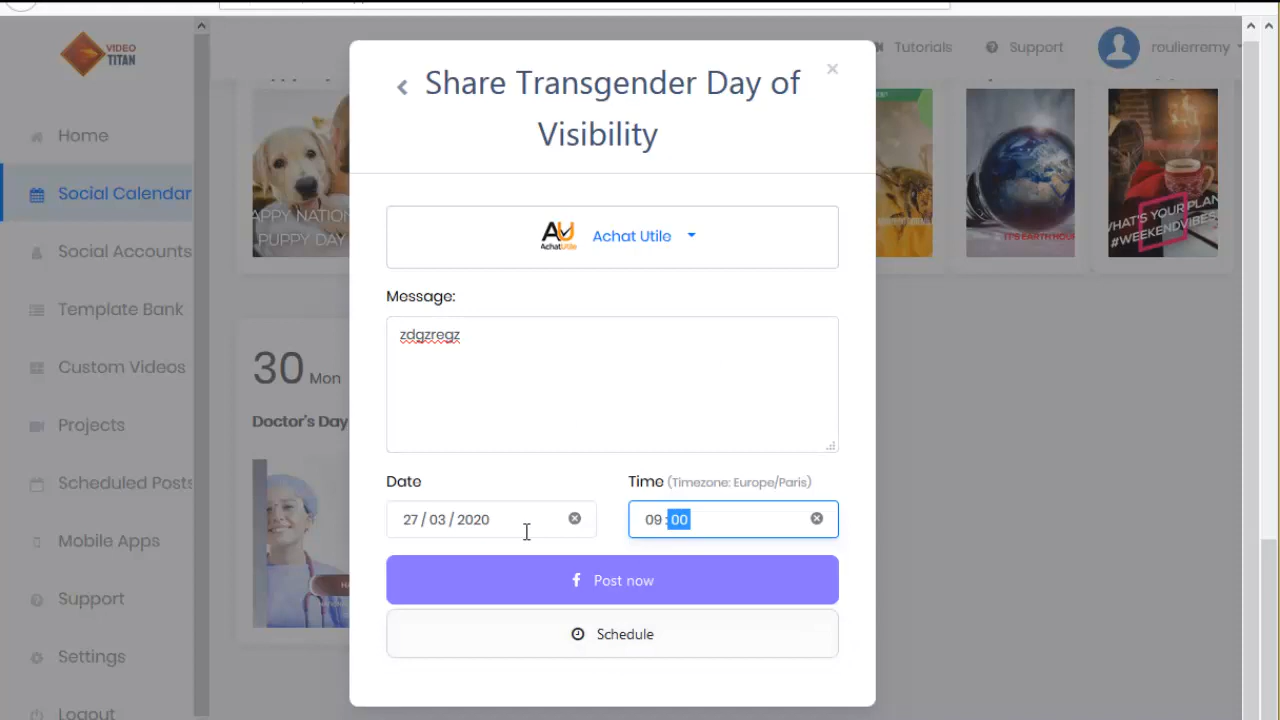 VIDEO
TITAN
Tutorials
Support
roulierremy
Home
Social Calendar
Social Accounts
Template Bank
Custom Videos
Projects
Scheduled Posts
Mobile Apps
Support
Settings
Logout
APPY NATION
PUPPY DAY
IT'S EARTH HOUR
WHAT'S YOUR PLAN
#WEEKENDVIBES
30 Mon
Doctor's Day
Share Transgender Day of
Visibility
AU
AchatUtile
Achat Utile
Message:
zdgzregz
Date
Time (Timezone: Europe/Paris)
27 / 03 / 2020
09:00
Post now
Schedule